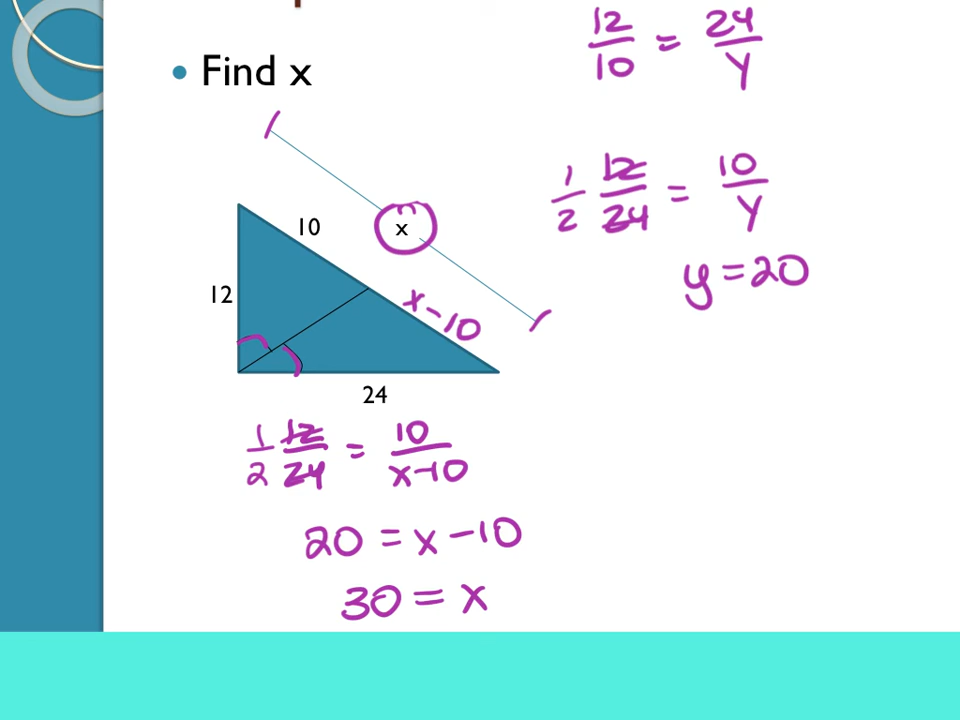 • Find x
12/10 = 24/y
1/2 12/24 = 10/y
y = 20
10
x
12
x-10
24
1/2 12/24 = 10/x-10
20 = x - 10
30 = x